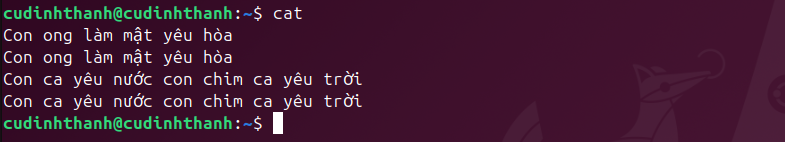 cudinhthanh@cudinhthanh:~$ cat
Con ong làm mật yêu hòa
Con ong làm mật yêu hòa
Con ca yêu nước con chim ca yêu trời
Con ca yêu nước con chim ca yêu trời
cudinhthanh@cudinhthanh:~$